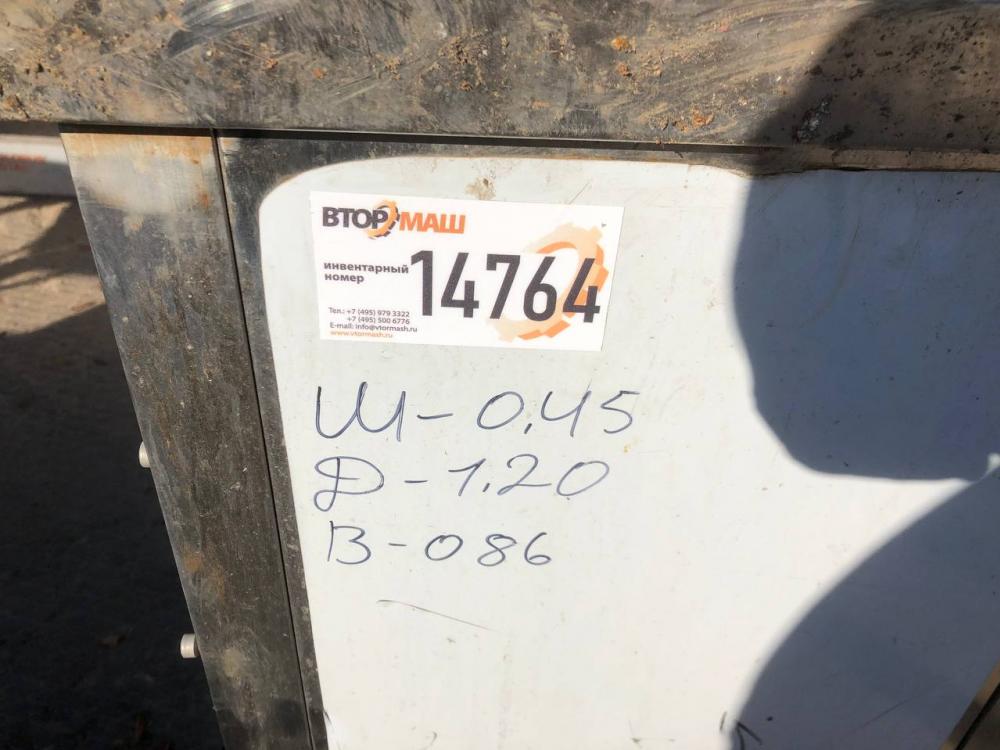 ВТОРМАШ
инвентарный
номер
14764
Тел.: +7 (495) 979 3322
+7 (495) 500 6776
E-mail: info@vtormash.ru
www.vtormash.ru
Ш-0,45
Д-1.20
В-086